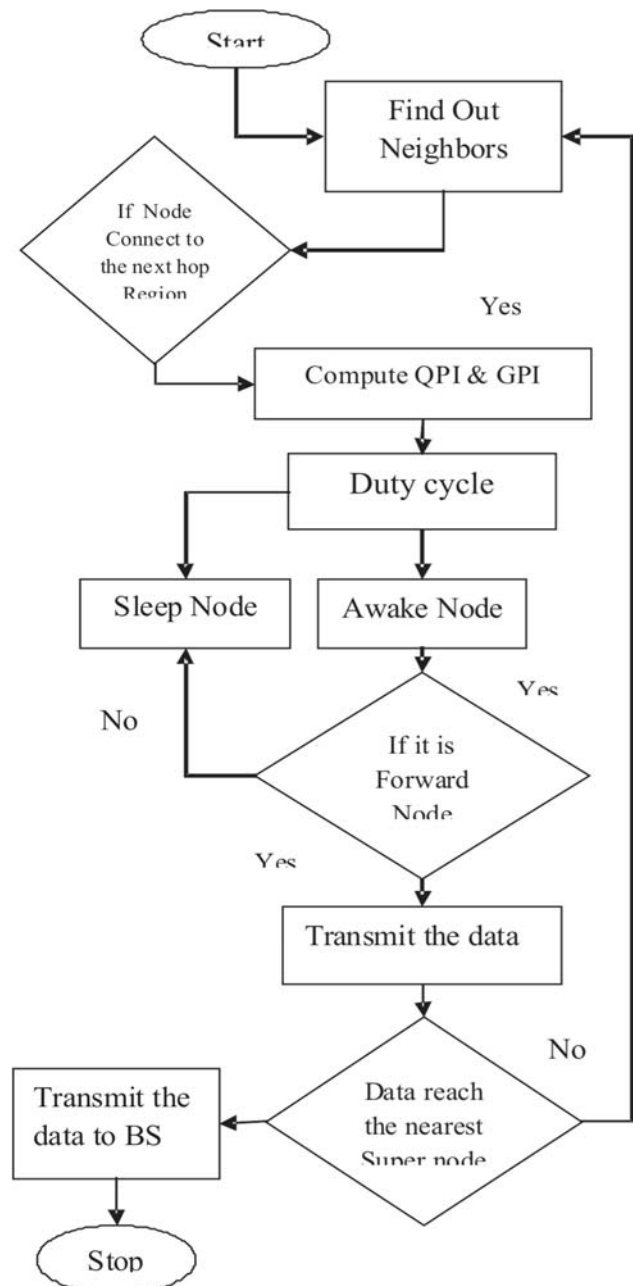 Start
Find Out
Neighbors
If Node
Connect to
the next hop
Region
Yes
Compute QPI & GPI
Duty cycle
Sleep Node
Awake Node
Yes
No
If it is
Forward
Node
Yes
Transmit the data
No
Transmit the
data to BS
Data reach
the nearest
Super node
Stop